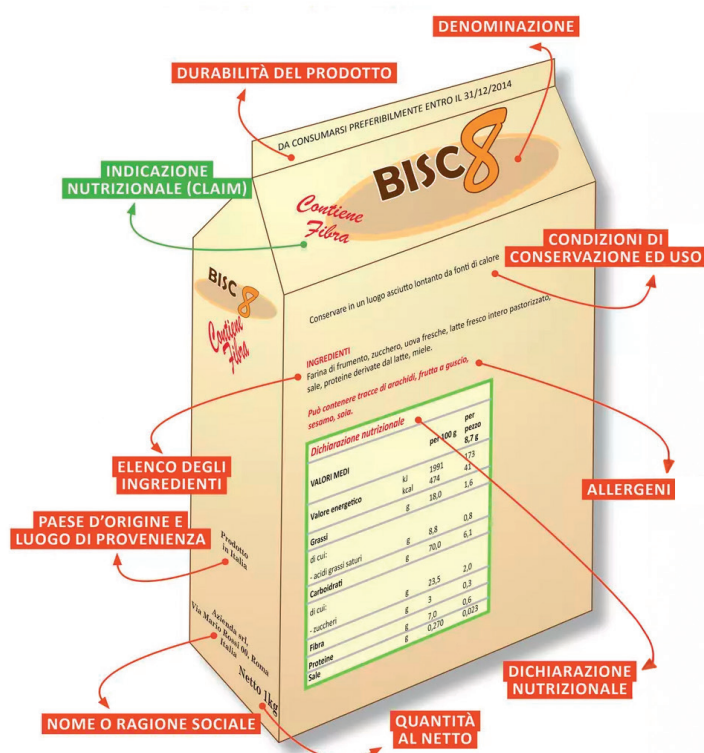 DENOMINAZIONE
DURABILITÀ DEL PRODOTTO
DA CONSUMARSI PREFERIBILMENTE ENTRO IL 31/12/2014
INDICAZIONE
NUTRIZIONALE (CLAIM)
BISC8
Contiene
Fibra
CONDIZIONI DI
CONSERVAZIONE ED USO
Conservare in un luogo asciutto lontanto da fonti di calore
BISC8
Contiene
Fibra
INGREDIENTI
Farina di frumento, zucchero, uova fresche, latte fresco intero pastorizzato,
sale, proteine derivate dal latte, miele.
Può contenere tracce di arachidi, frutta a guscio,
sesamo, soia.
ELENCO DEGLI
INGREDIENTI
ALLERGENI
Dichiarazione nutrizionale
per 100 g per
pezzo
8,7 g
VALORI MEDI
Valore energetico kJ 1991 173
kcal 474 41
Grassi g 18,0 1,6
di cui:
- acidi grassi saturi g 8,8 0,8
Carboidrati g 70,0 6,1
di cui:
- zuccheri g 23,5 2,0
Fibra g 3 0,3
Proteine g 7,0 0,6
Sale g 0,270 0,023
PAESE D'ORIGINE E
LUOGO DI PROVENIENZA
Prodotto
in Italia
Azienda srl,
Via Mario Rossi 00, Roma
Italia
Netto 1kg
DICHIARAZIONE
NUTRIZIONALE
NOME O RAGIONE SOCIALE
QUANTITÀ
AL NETTO